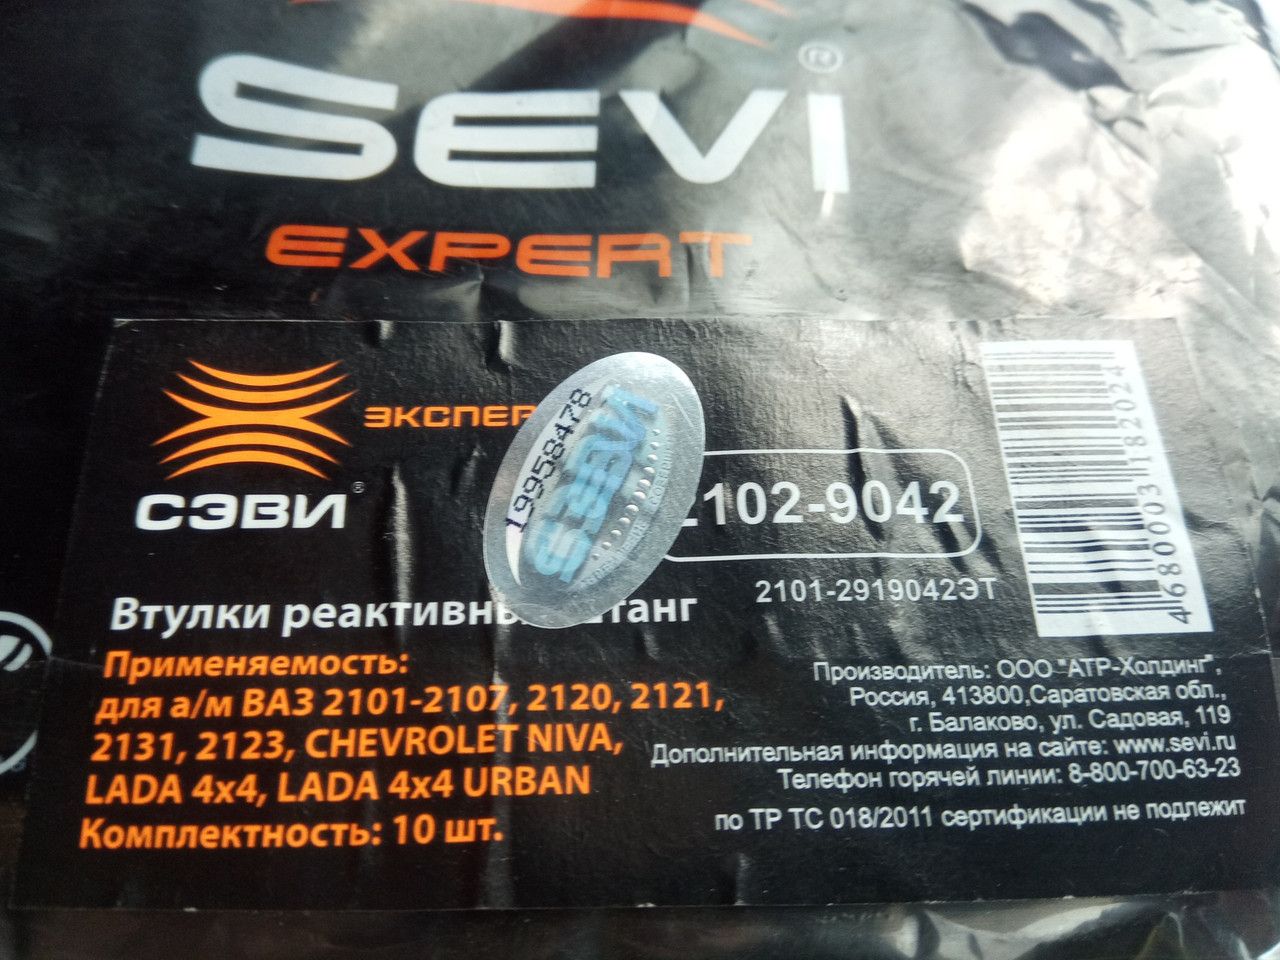 SEVi®
EXPERT
СЭВИ®
19958478
СЭВИ
2102-9042
2101-2919042ЭТ
4680003182024
Втулки реактивных штанг
Применяемость:
для а/м ВАЗ 2101-2107, 2120, 2121,
2131, 2123, CHEVROLET NIVA,
LADA 4x4, LADA 4x4 URBAN
Комплектность: 10 шт.
Производитель: ООО "АТР-Холдинг",
Россия, 413800,Саратовская обл.,
г. Балаково, ул. Садовая, 119
Дополнительная информация на сайте: www.sevi.ru
Телефон горячей линии: 8-800-700-63-23
по ТР ТС 018/2011 сертификации не подлежит